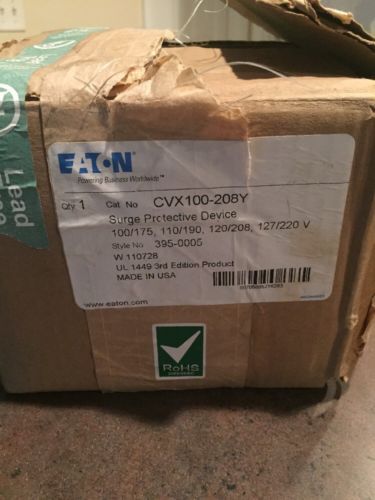 EATON
Powering Business Worldwide™
Qty 1 Cat No CVX100-208Y
Surge Protective Device
100/175, 110/190, 120/208, 127/220 V
Style No 395-0005
W 110728
UL 1449 3rd Edition Product
MADE IN USA
www.eaton.com
Lead
RoHS